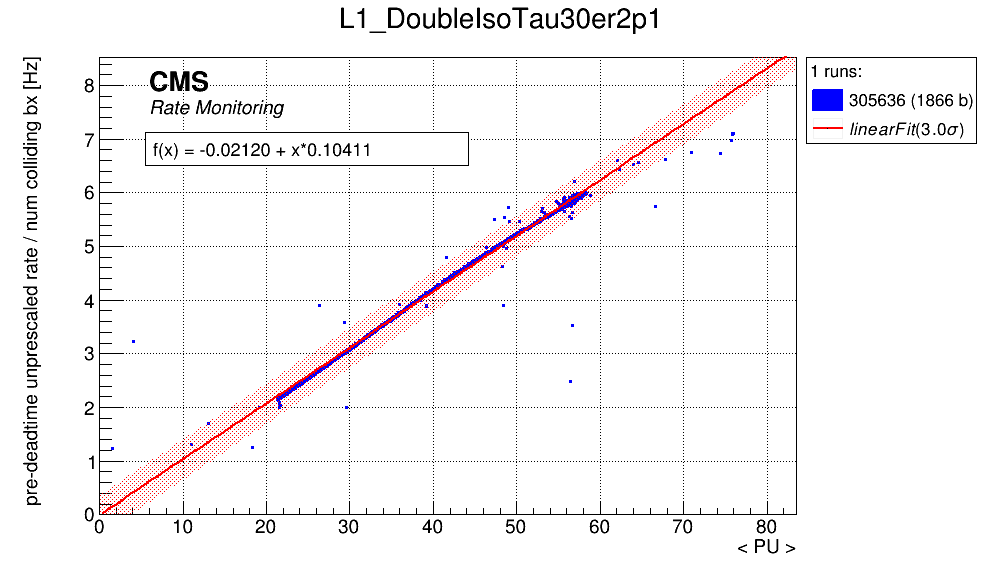 L1_DoubleIsoTau30er2p1
pre-deadtime unprescaled rate / num colliding bx [Hz]
CMS
Rate Monitoring
f(x) = -0.02120 + x*0.10411
8
7
6
5
4
3
2
1
0
0 10 20 30 40 50 60 70 80
< PU >
1 runs:
305636 (1866 b)
linearFit(3.0σ)